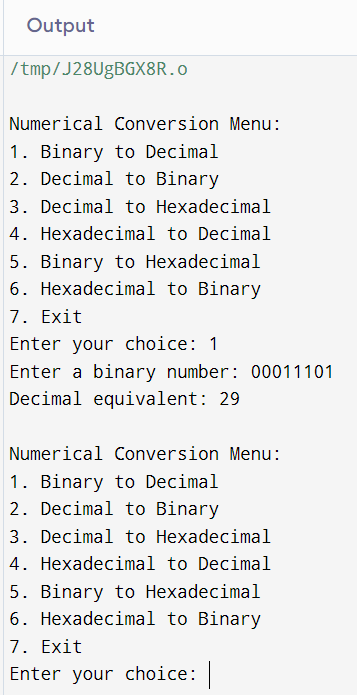 Output
/tmp/J28UgBGX8R.o
Numerical Conversion Menu:
1. Binary to Decimal
2. Decimal to Binary
3. Decimal to Hexadecimal
4. Hexadecimal to Decimal
5. Binary to Hexadecimal
6. Hexadecimal to Binary
7. Exit
Enter your choice: 1
Enter a binary number: 00011101
Decimal equivalent: 29
Numerical Conversion Menu:
1. Binary to Decimal
2. Decimal to Binary
3. Decimal to Hexadecimal
4. Hexadecimal to Decimal
5. Binary to Hexadecimal
6. Hexadecimal to Binary
7. Exit
Enter your choice: